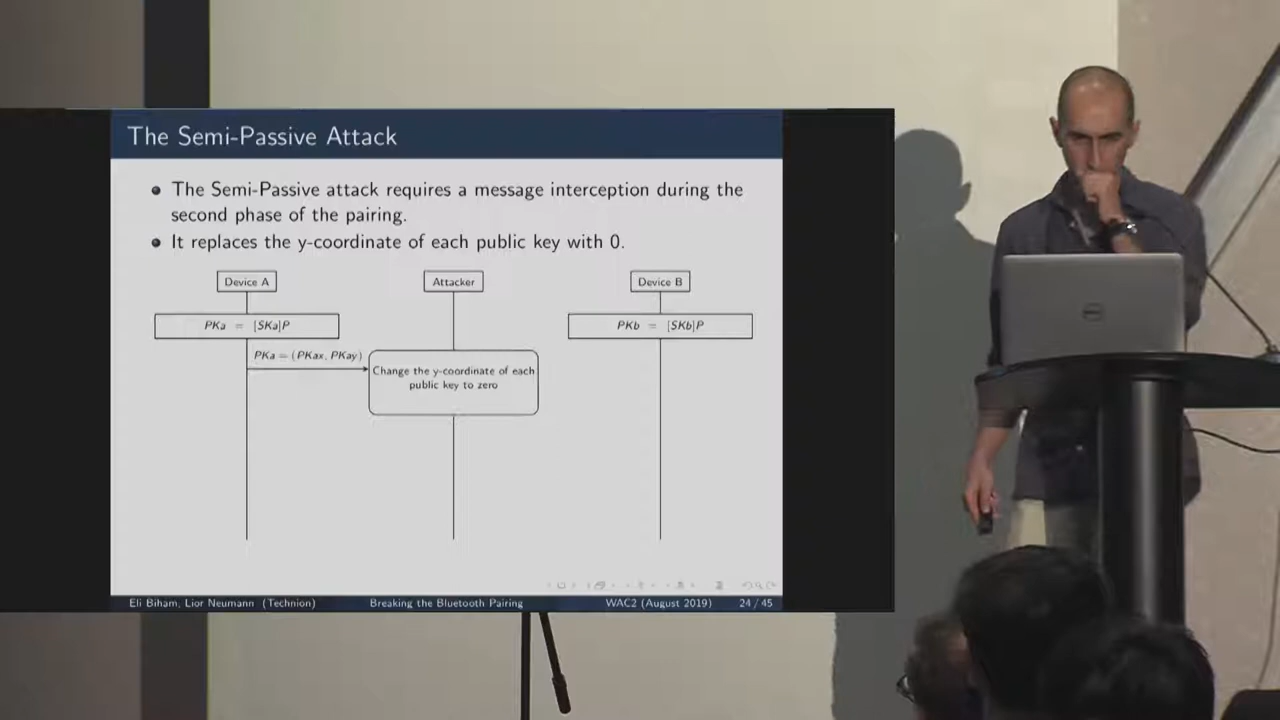 The Semi-Passive Attack
The Semi-Passive attack requires a message interception during the
second phase of the pairing.
It replaces the y-coordinate of each public key with 0.
Device A
Attacker
Device B
PKa = [SKa]P
PKb = [SKb]P
PKa = (PKax, PKay)
Change the y-coordinate of each
public key to zero
Eli Biham, Lior Neumann (Technion)
Breaking the Bluetooth Pairing
WAC2 (August 2019)
24 / 45
DELL